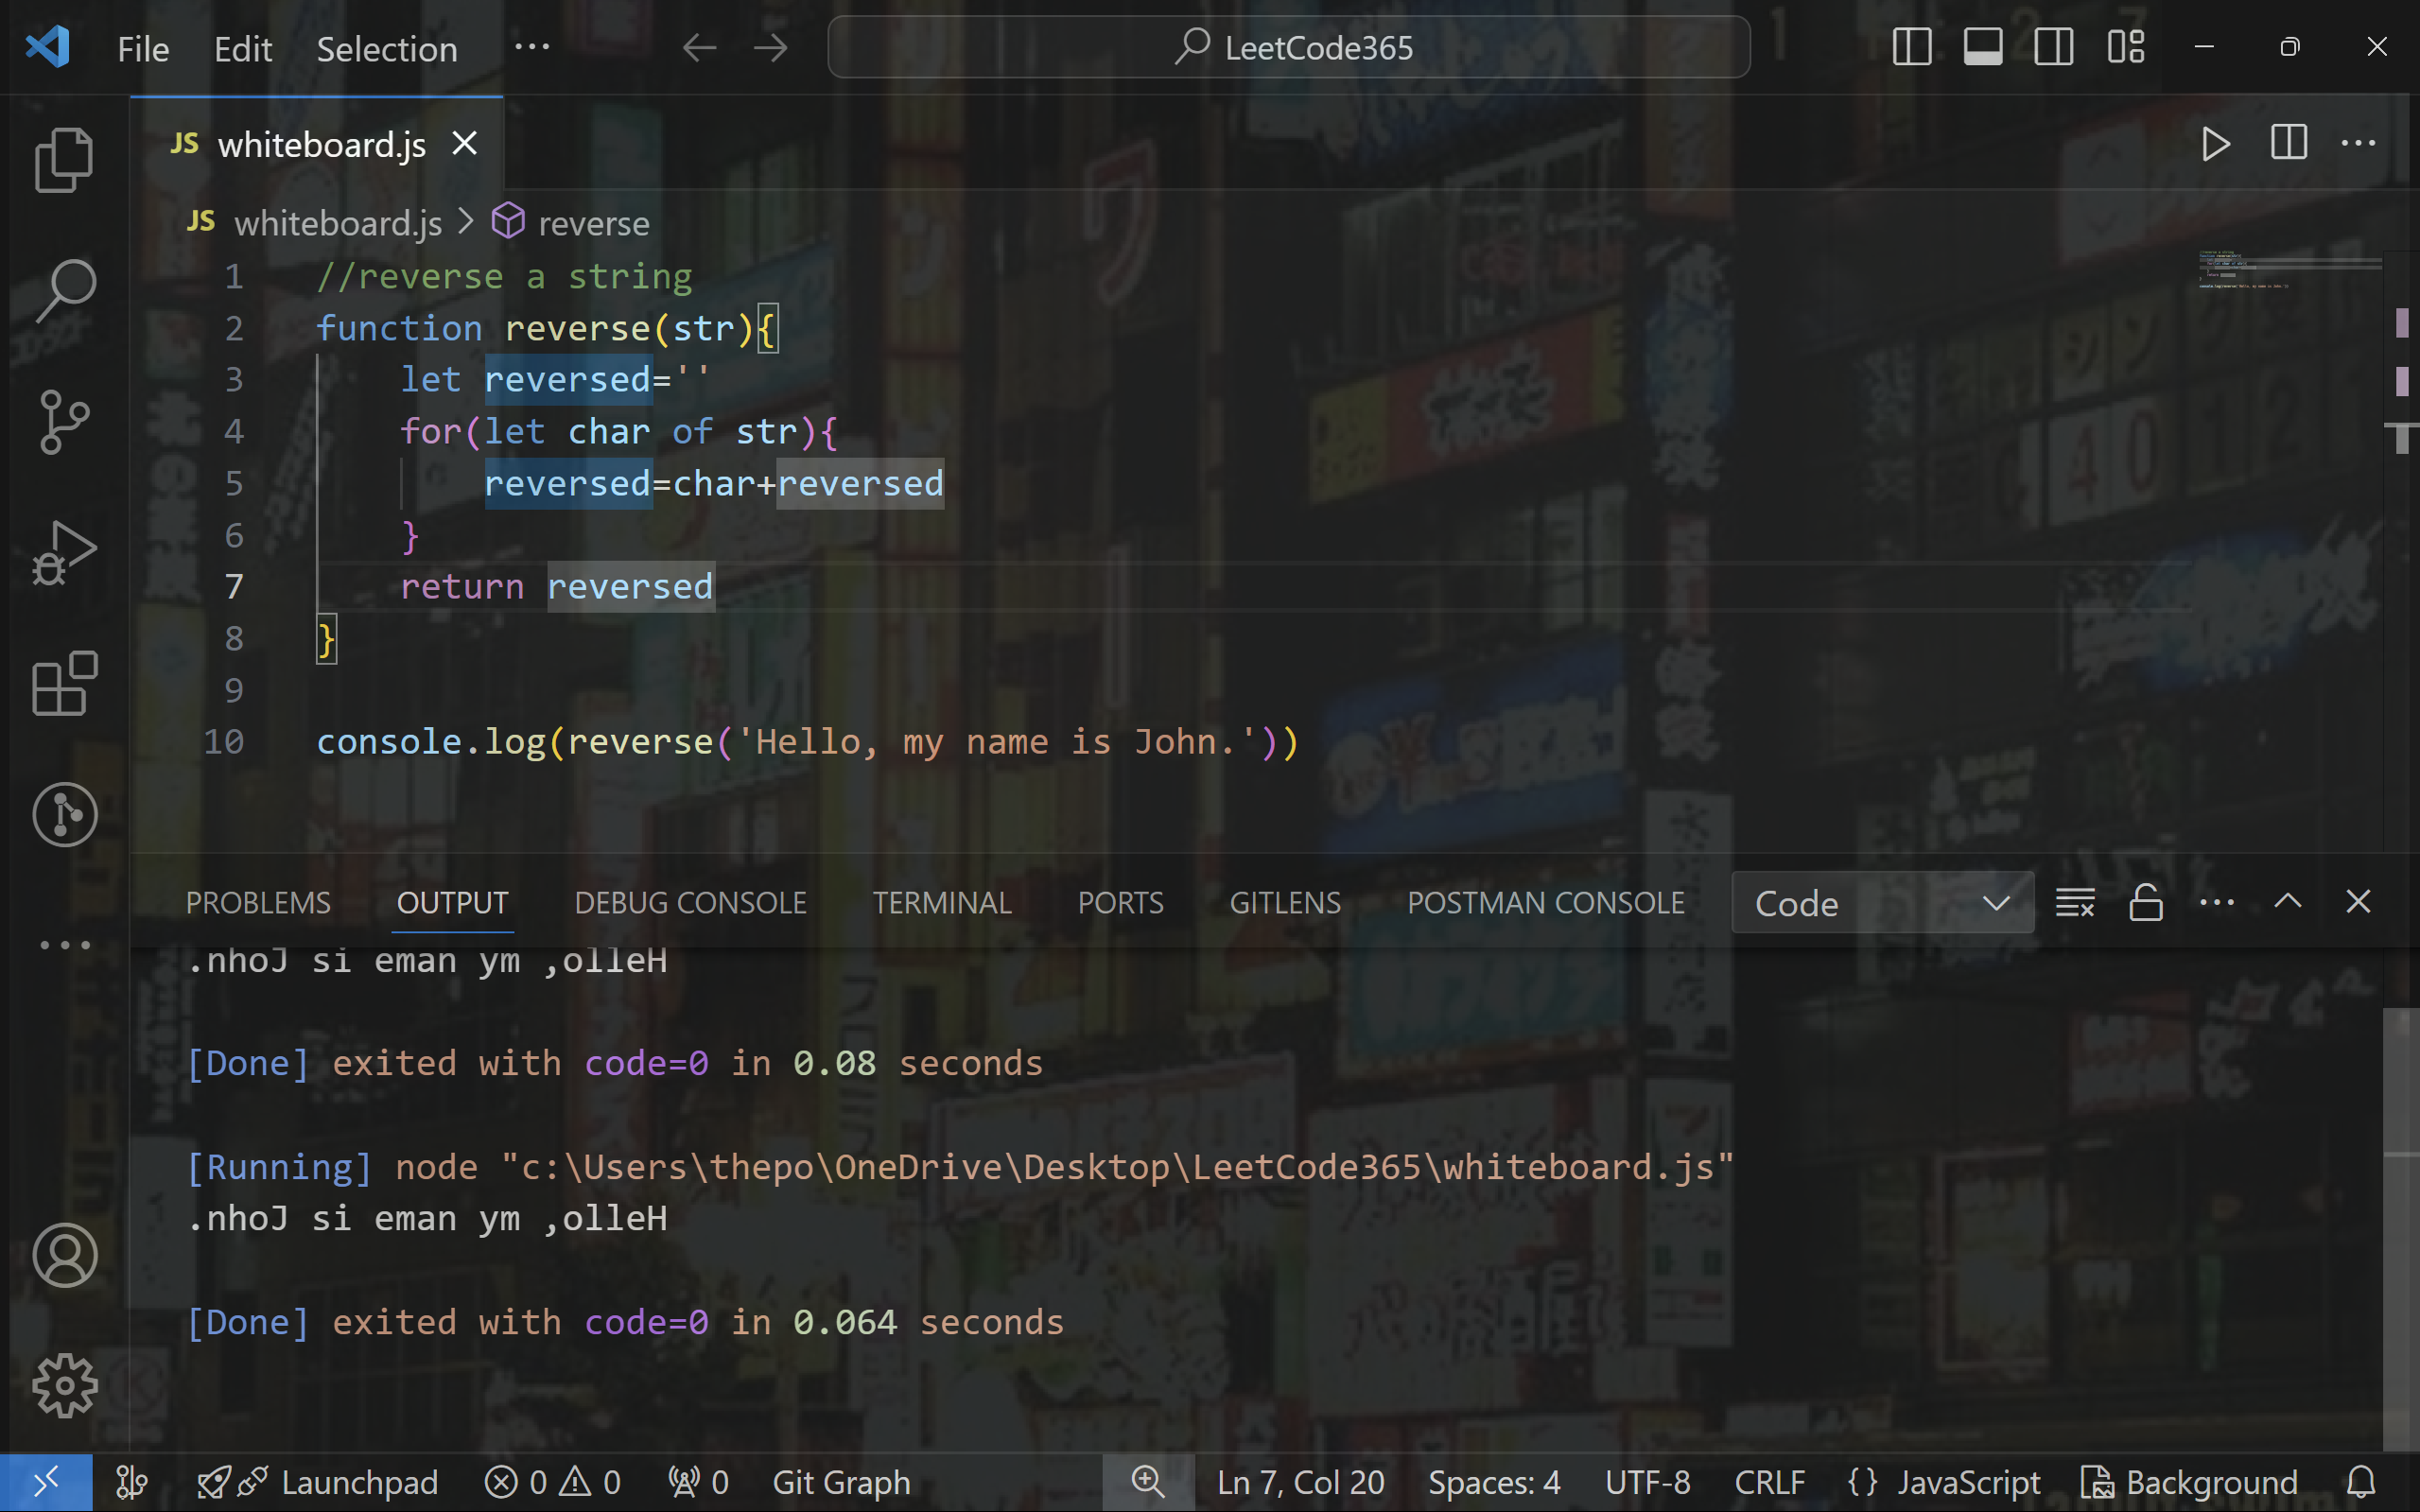 File Edit Selection ··· LeetCode365
JS whiteboard.js
JS whiteboard.js > reverse
1 //reverse a string
2 function reverse(str){
3 let reversed=''
4 for(let char of str){
5 reversed=char+reversed
6 }
7 return reversed
8 }
9
10 console.log(reverse('Hello, my name is John.'))
PROBLEMS OUTPUT DEBUG CONSOLE TERMINAL PORTS GITLENS POSTMAN CONSOLE Code
.nhoJ si eman ym ,olleH
[Done] exited with code=0 in 0.08 seconds
[Running] node "c:\Users\thepo\OneDrive\Desktop\LeetCode365\whiteboard.js"
.nhoJ si eman ym ,olleH
[Done] exited with code=0 in 0.064 seconds
Launchpad 0 0 0 Git Graph Ln 7, Col 20 Spaces: 4 UTF-8 CRLF {} JavaScript Background